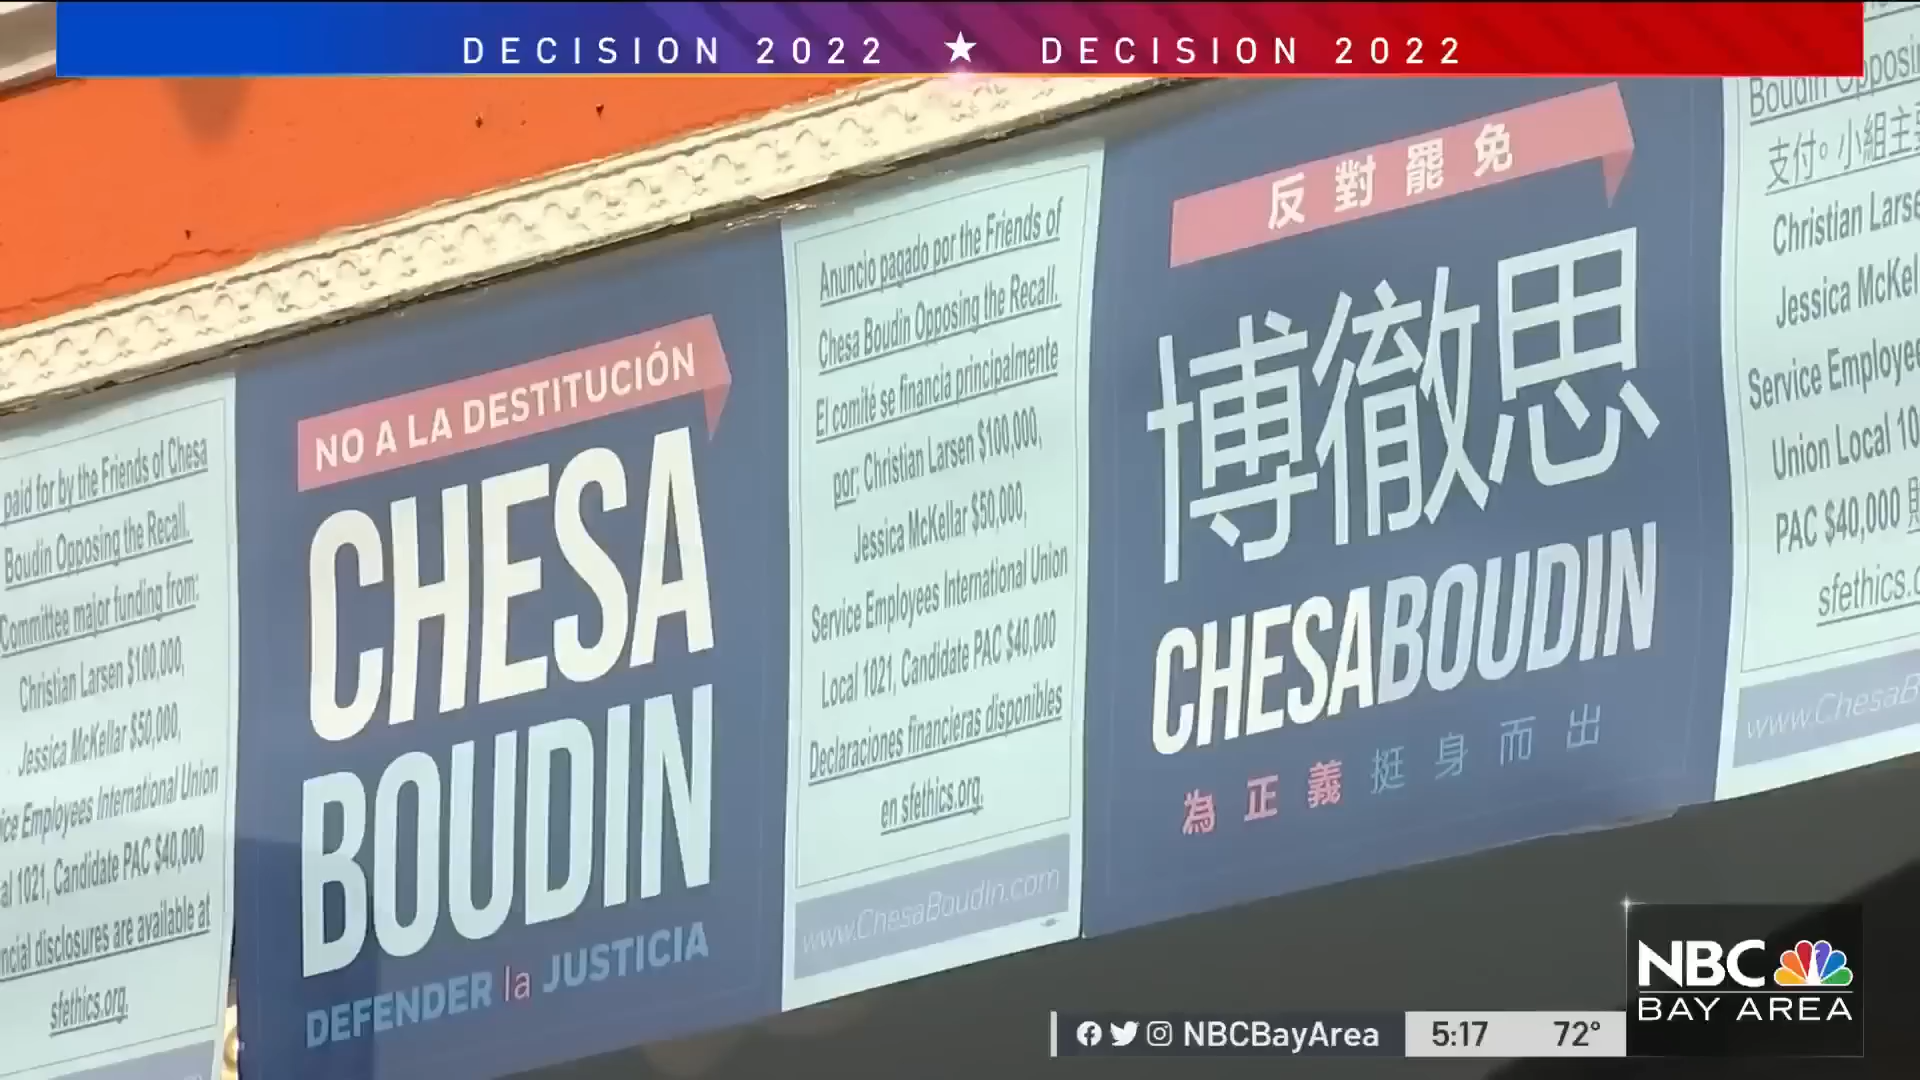 DECISION 2022 ★ DECISION 2022
paid for by the Friends of Chesa
Boudin Opposing the Recall.
Committee major funding from:
Christian Larsen $100,000,
Jessica McKellar $50,000,
Employees International Union
1021, Candidate PAC $40,000
disclosures are available at
sfethics.org.
NO A LA DESTITUCIÓN
CHESA
BOUDIN
DEFENDER la JUSTICIA
Anuncio pagado por the Friends of
Chesa Boudin Opposing the Recall.
El comité se financia principalmente
por: Christian Larsen $100,000,
Jessica McKellar $50,000,
Service Employees International Union
Local 1021, Candidate PAC $40,000
Declaraciones financieras disponibles
en sfethics.org.
www.ChesaBoudin.com
反對罷免
博徹思
CHESABOUDIN
為正義挺身而出
Boudin
支付。小組主
Christian
Jessica
Service
Union Local
PAC $40,000
NBCBayArea
5:17 72°
NBC
BAY AREA